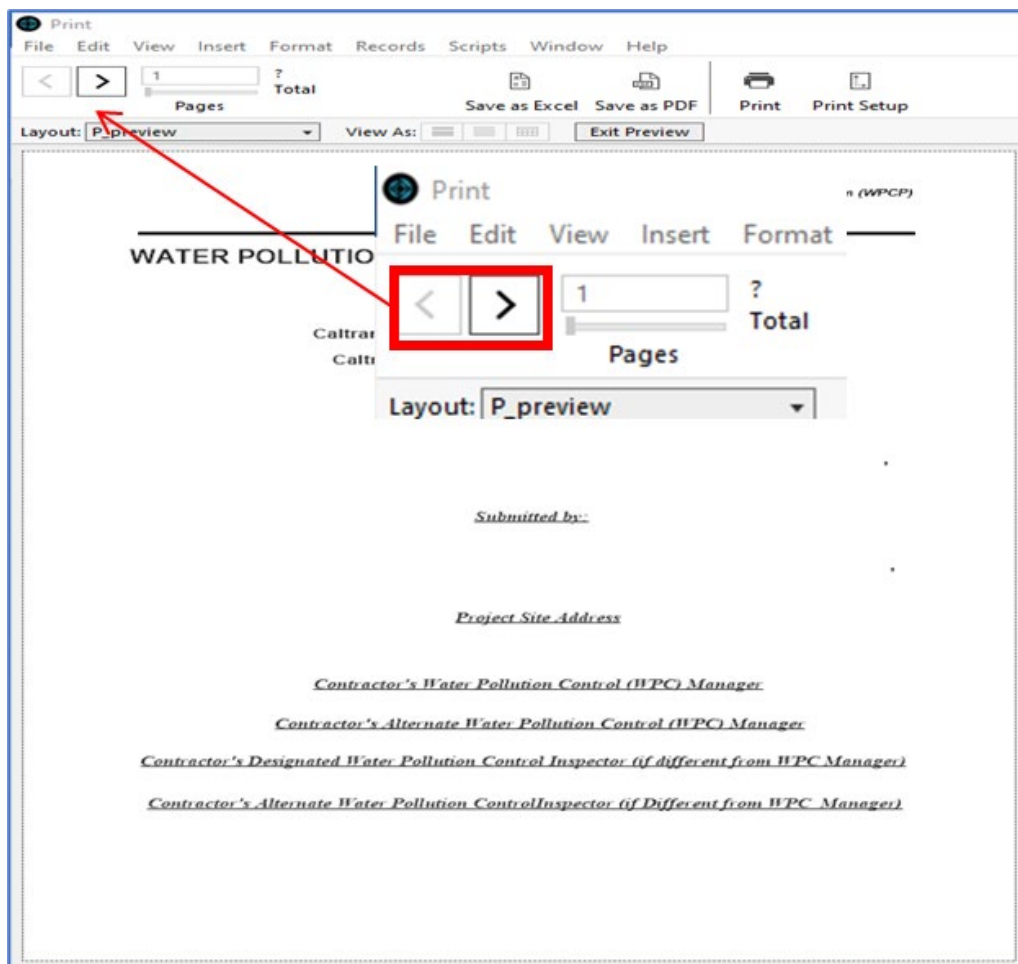 Print
File Edit View Insert Format Records Scripts Window Help
< > 1 ? Total
Pages Save as Excel Save as PDF Print Print Setup
Layout: P_preview View As: Exit Preview
n (WPCP)
WATER POLLUTIO
Print
File Edit View Insert Format
< > 1 ? Total
Pages
Layout: P_preview
Submitted by:
Project Site Address
Contractor's Water Pollution Control (WPC) Manager
Contractor's Alternate Water Pollution Control (WPC) Manager
Contractor's Designated Water Pollution Control Inspector (if different from WPC Manager)
Contractor's Alternate Water Pollution ControlInspector (if Different from WPC Manager)